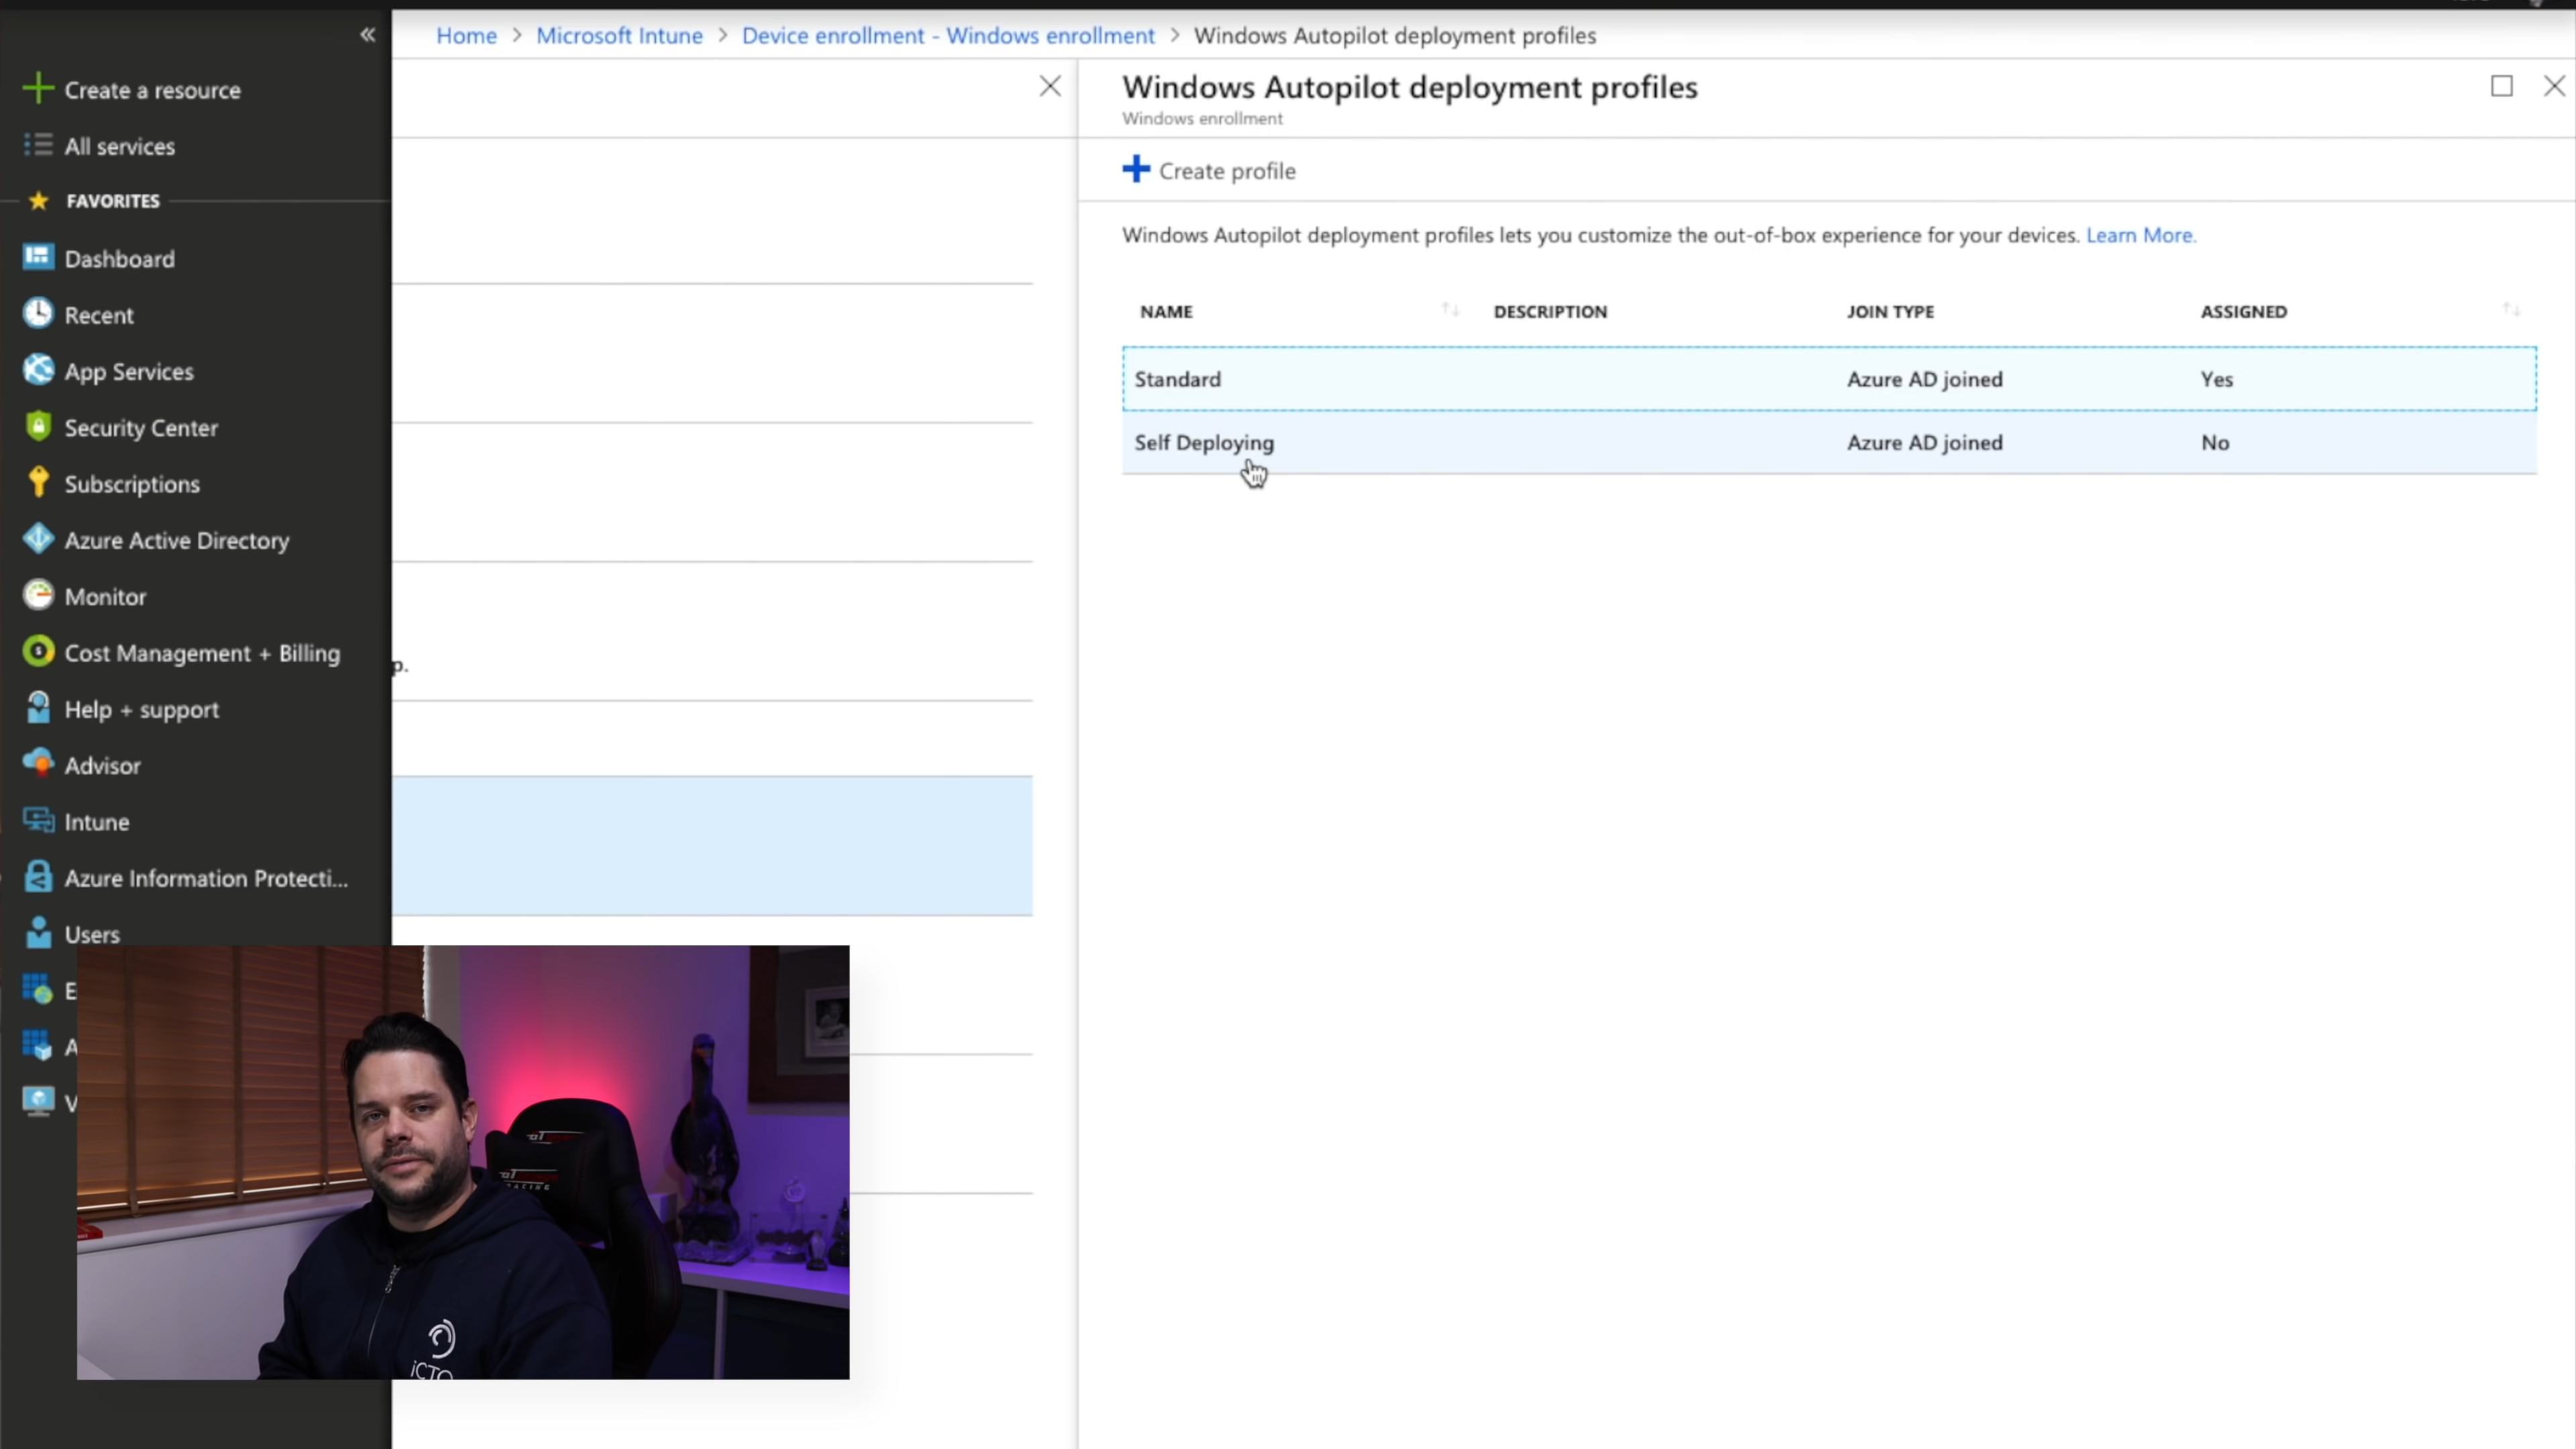 Home > Microsoft Intune > Device enrollment - Windows enrollment > Windows Autopilot deployment profiles
Create a resource
All services
FAVORITES
Dashboard
Recent
App Services
Security Center
Subscriptions
Azure Active Directory
Monitor
Cost Management + Billing
Help + support
Advisor
Intune
Azure Information Protecti...
Users
E
A
V
p.
Windows Autopilot deployment profiles
Windows enrollment
Create profile
Windows Autopilot deployment profiles lets you customize the out-of-box experience for your devices. Learn More.
NAME DESCRIPTION JOIN TYPE ASSIGNED
Standard Azure AD joined Yes
Self Deploying Azure AD joined No
RACING
iCTO